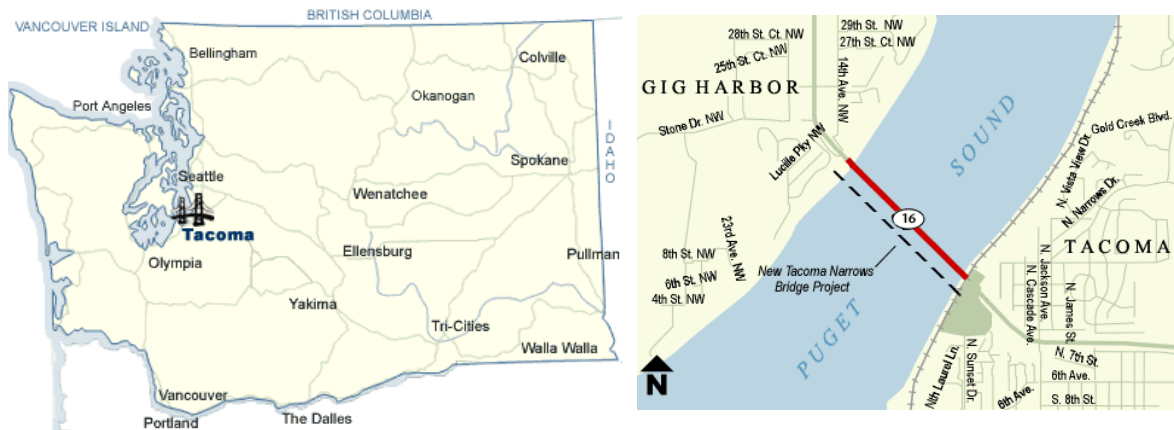 BRITISH COLUMBIA
VANCOUVER ISLAND
Bellingham
Colville
Port Angeles
Okanogan
IDAHO
Spokane
Seattle
Wenatchee
Tacoma
Ellensburg
Pullman
Olympia
Yakima
Tri-Cities
Walla Walla
Vancouver
Portland
The Dalles
28th St. Ct. NW
29th St. NW
27th St. Ct. NW
25th St. Ct. NW
14th Ave. NW
GIG HARBOR
Stone Dr. NW
Lucille Pky NW
SOUND
Gold Creek Blvd.
N. Vista View Dr.
N. Narrows Dr.
16
23rd Ave. NW
TACOMA
8th St. NW
6th St. NW
4th St. NW
New Tacoma Narrows
Bridge Project
N. Jackson Ave.
N. Cascade Ave.
N. James St.
PUGET
N
Nth Laurel Ln.
N. Sunset Dr.
N. 7th St.
6th Ave.
6th Ave.
S. 8th St.